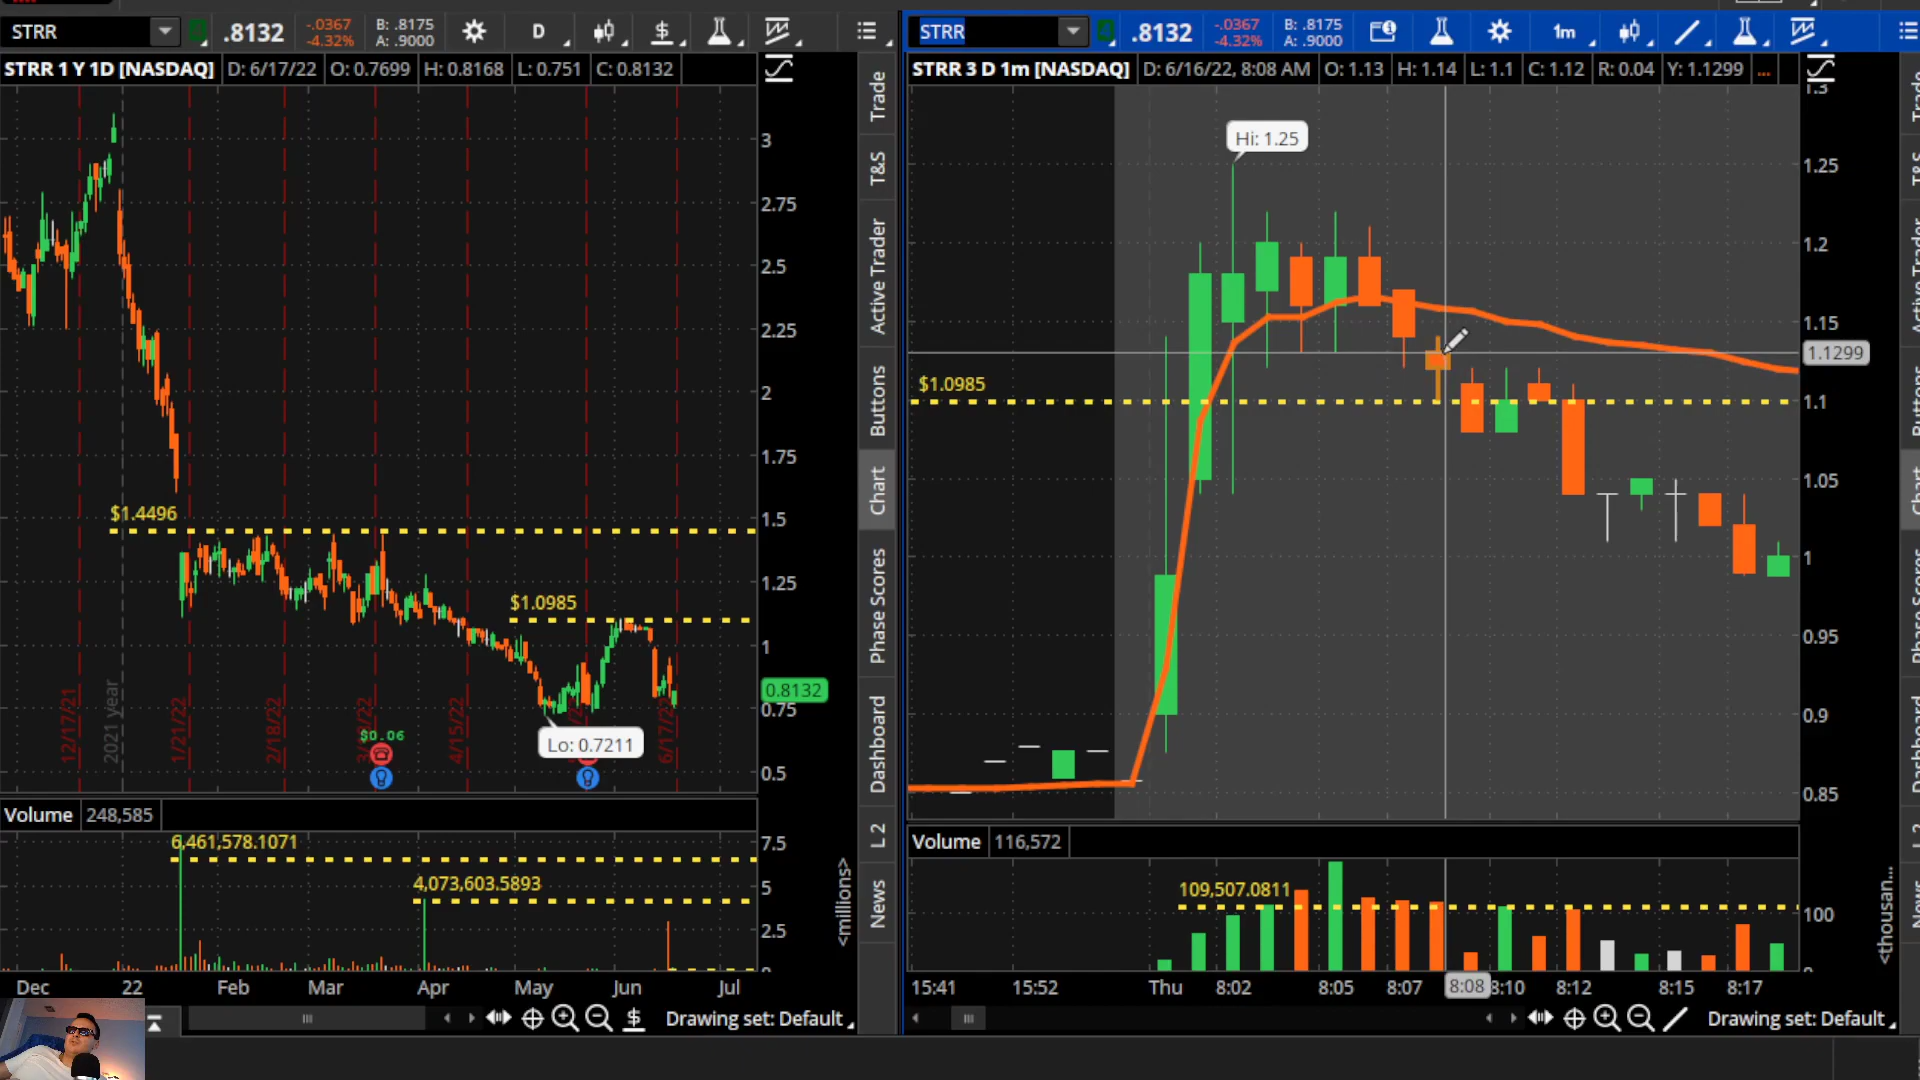 STRR .8132 -.0367 -4.32% B: .8175 A: .9000 D
STRR 1 Y 1D [NASDAQ] D: 6/17/22 O: 0.7699 H: 0.8168 L: 0.751 C: 0.8132
3
2.75
2.5
2.25
2
1.75
1.5
1.25
1
0.8132
0.75
0.5
$1.4496
$1.0985
Lo: 0.7211
$0.06
12/17/21
2021 year
1/21/22
2/18/22
4/15/22
6/17/22
Volume 248,585
6,461,578.1071
4,073,603.5893
7.5
5
2.5
<millions>
Dec 22 Feb Mar Apr May Jun Jul
Drawing set: Default
Trade
T&S
Active Trader
Buttons
Chart
Phase Scores
Dashboard
L2
News
STRR .8132 -.0367 -4.32% B: .8175 A: .9000 1m
STRR 3 D 1m [NASDAQ] D: 6/16/22, 8:08 AM O: 1.13 H: 1.14 L: 1.1 C: 1.12 R: 0.04 Y: 1.1299 ...
Hi: 1.25
1.3
1.25
1.2
1.15
1.1299
1.1
1.05
1
0.95
0.9
0.85
$1.0985
Volume 116,572
109,507.0811
100
<thousan...
15:41 15:52 Thu 8:02 8:05 8:07 8:08 8:10 8:12 8:15 8:17
Drawing set: Default